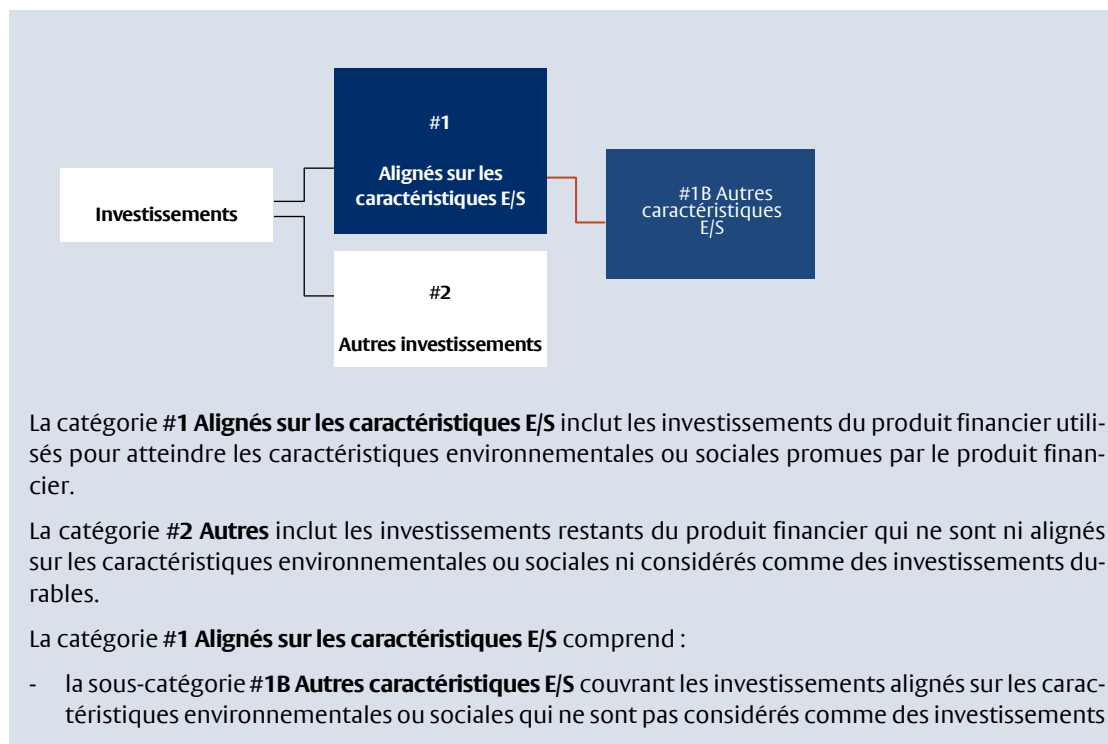 #1
Alignés sur les
caractéristiques E/S
Investissements
#1B Autres
caractéristiques
E/S
#2
Autres investissements
La catégorie #1 Alignés sur les caractéristiques E/S inclut les investissements du produit financier utili-
sés pour atteindre les caractéristiques environnementales ou sociales promues par le produit finan-
cier.
La catégorie #2 Autres inclut les investissements restants du produit financier qui ne sont ni alignés
sur les caractéristiques environnementales ou sociales ni considérés comme des investissements du-
rables.
La catégorie #1 Alignés sur les caractéristiques E/S comprend :
- la sous-catégorie #1B Autres caractéristiques E/S couvrant les investissements alignés sur les carac-
téristiques environnementales ou sociales qui ne sont pas considérés comme des investissements